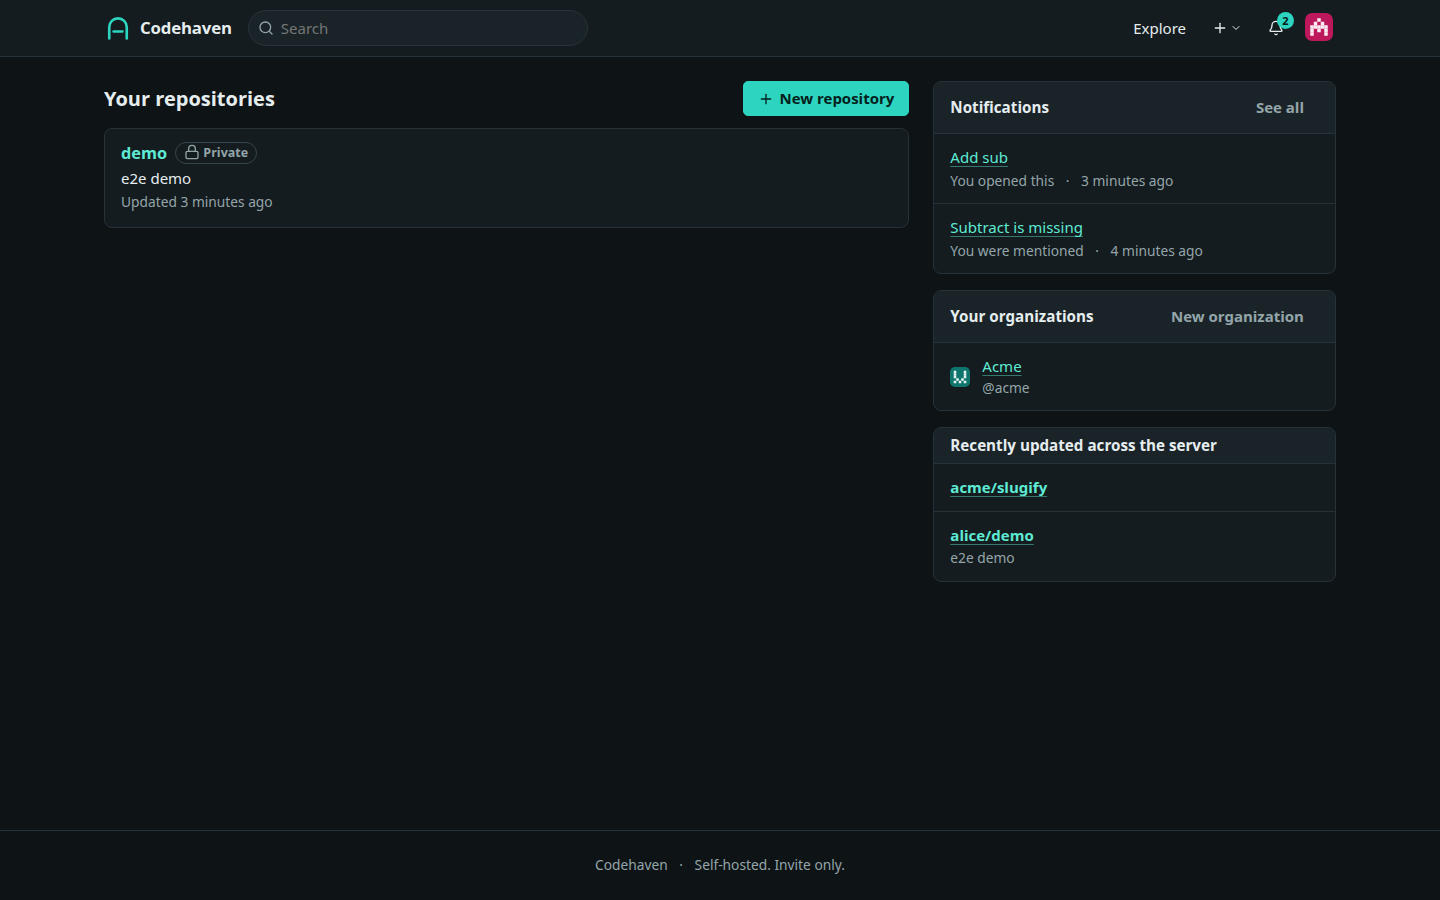 Codehaven
Search
Explore
2
Your repositories
New repository
demo Private
e2e demo
Updated 3 minutes ago
Notifications See all
Add sub
You opened this · 3 minutes ago
Subtract is missing
You were mentioned · 4 minutes ago
Your organizations New organization
Acme
@acme
Recently updated across the server
acme/slugify
alice/demo
e2e demo
Codehaven · Self-hosted. Invite only.